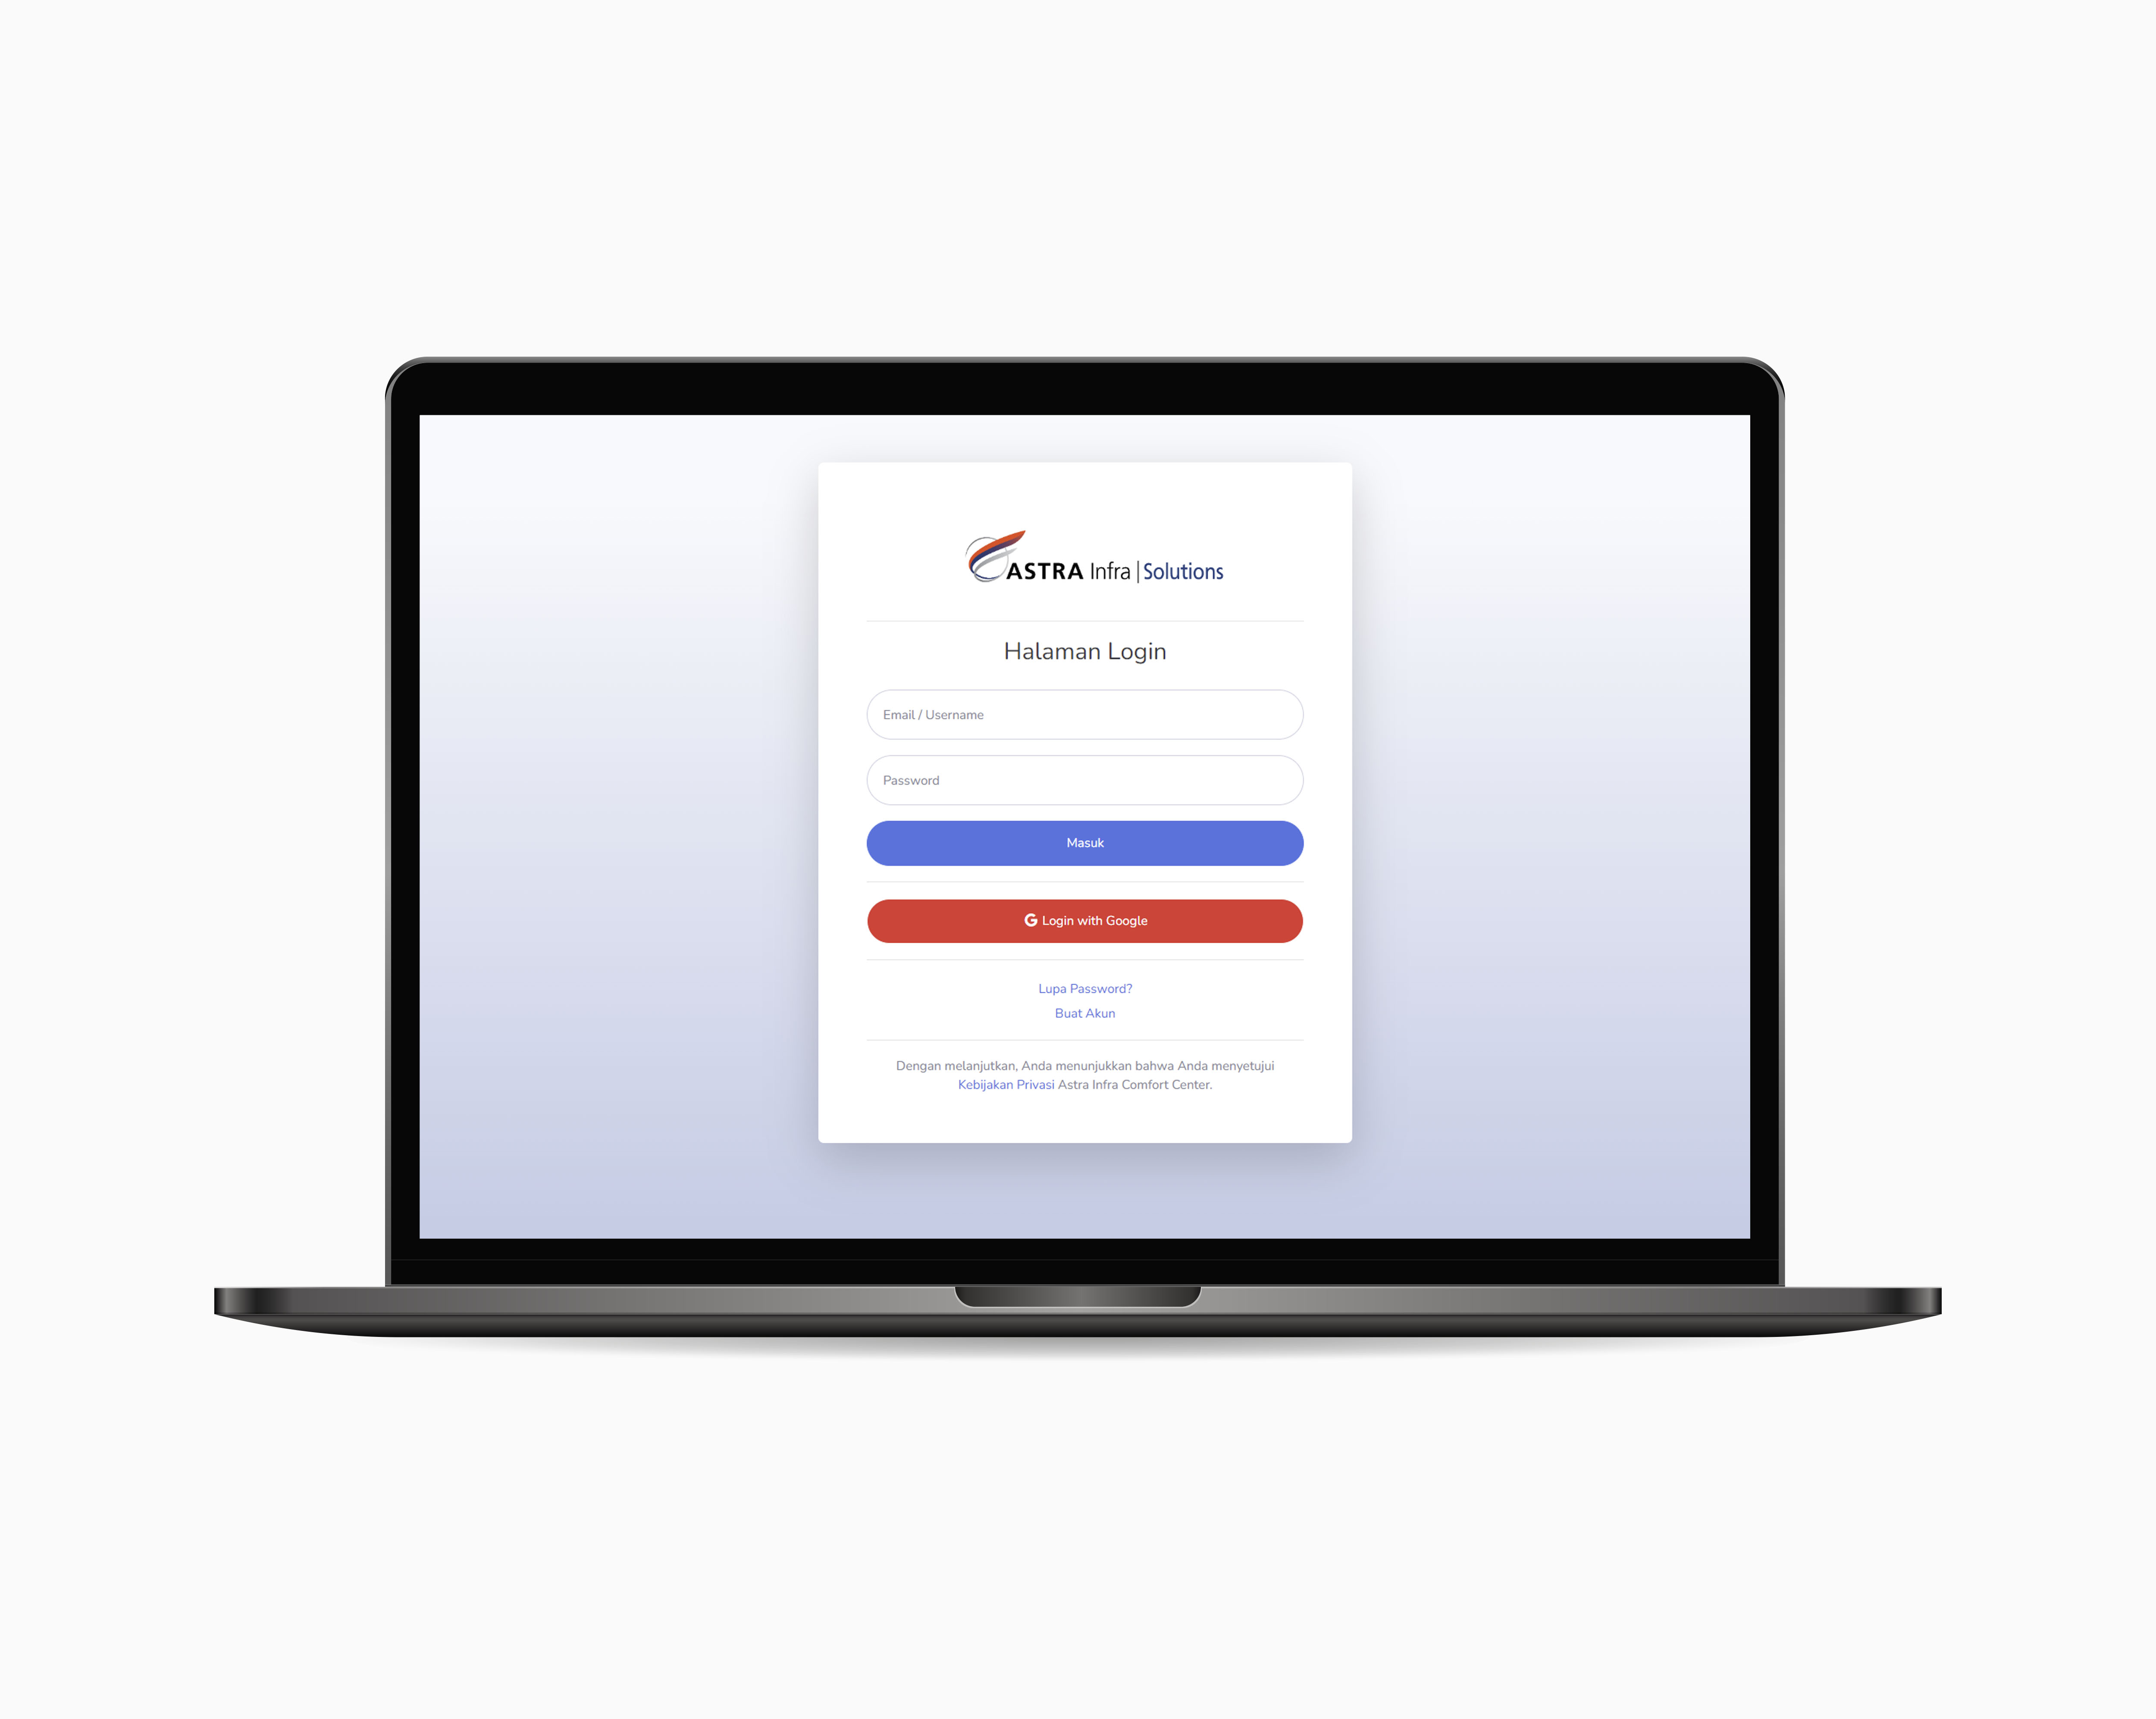 ASTRA Infra | Solutions
Halaman Login
Email / Username
Password
Masuk
G Login with Google
Lupa Password?
Buat Akun
Dengan melanjutkan, Anda menunjukkan bahwa Anda menyetujui
Kebijakan Privasi Astra Infra Comfort Center.